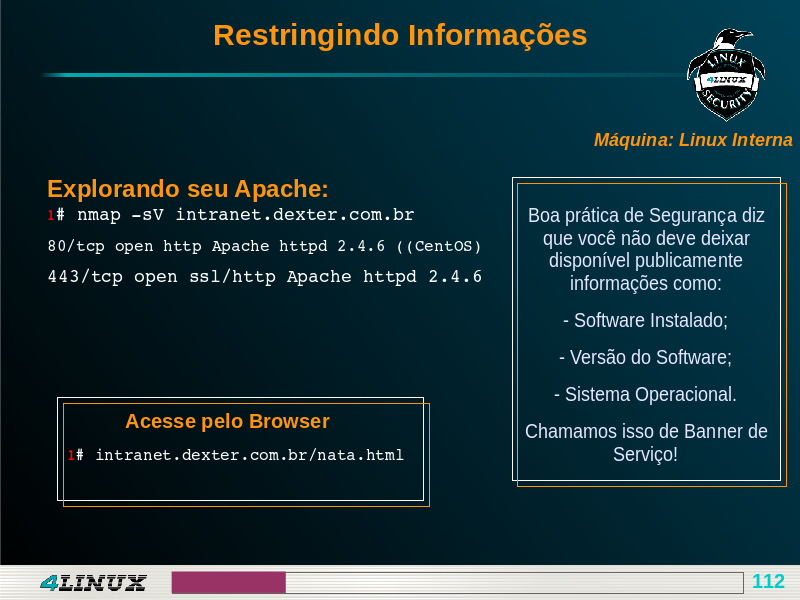 Restringindo Informações
LINUX
4LINUX
SECURITY
Máquina: Linux Interna
Explorando seu Apache:
1# nmap -sV intranet.dexter.com.br
80/tcp open http Apache httpd 2.4.6 ((CentOS)
443/tcp open ssl/http Apache httpd 2.4.6
Boa prática de Segurança diz
que você não deve deixar
disponível publicamente
informações como:
- Software Instalado;
- Versão do Software;
- Sistema Operacional.
Chamamos isso de Banner de
Serviço!
Acesse pelo Browser
1# intranet.dexter.com.br/nata.html
4LINUX
112